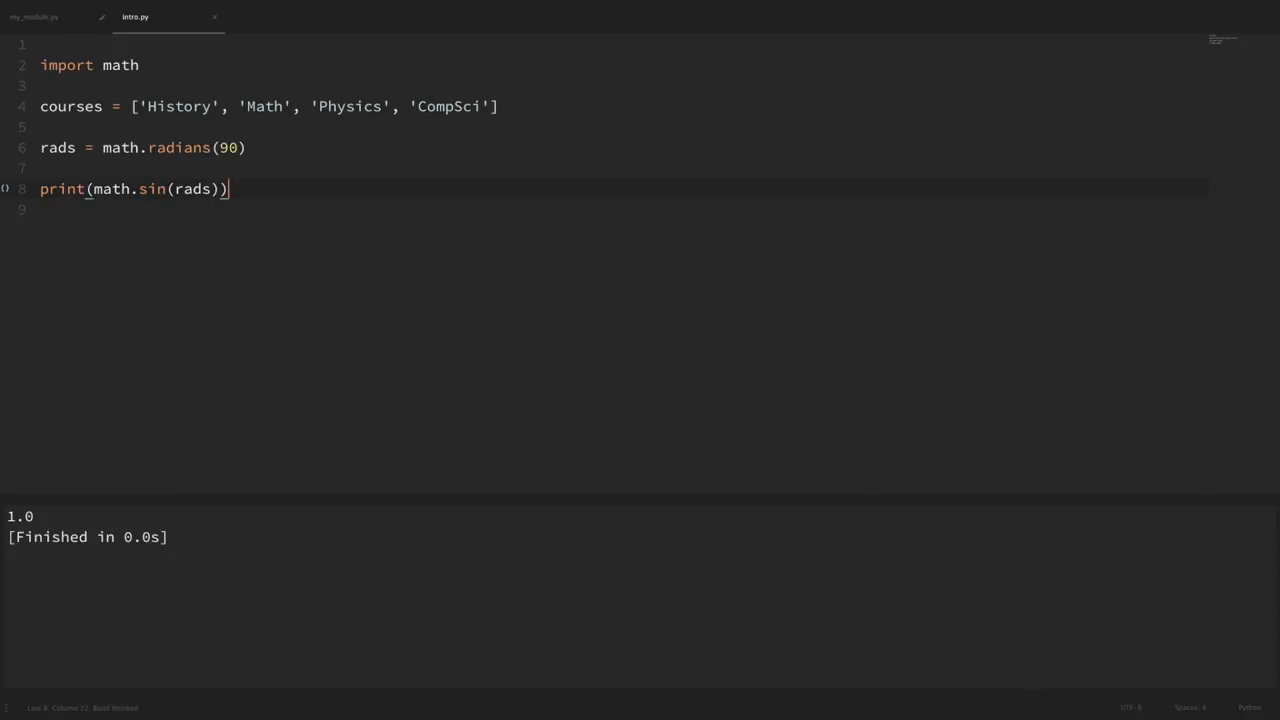 my_module.py intro.py ×
1
2 import math
3
4 courses = ['History', 'Math', 'Physics', 'CompSci']
5
6 rads = math.radians(90)
7
() 8 print(math.sin(rads))
9
1.0
[Finished in 0.0s]
Line 8, Column 22; Build finished UTF-8 Spaces: 4 Python